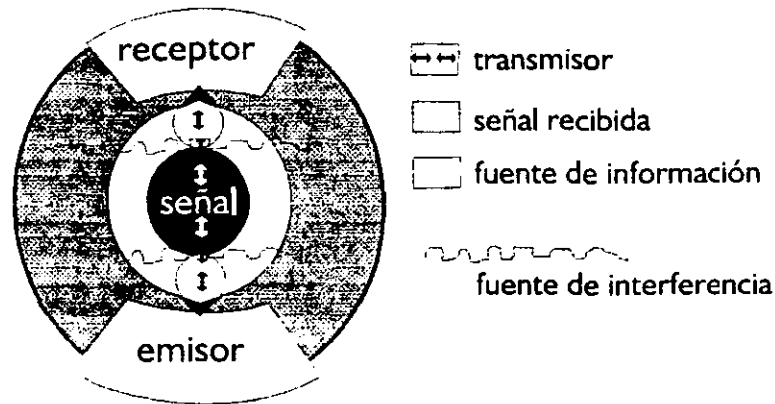 receptor
señal
emisor
transmisor
señal recibida
fuente de información
fuente de interferencia